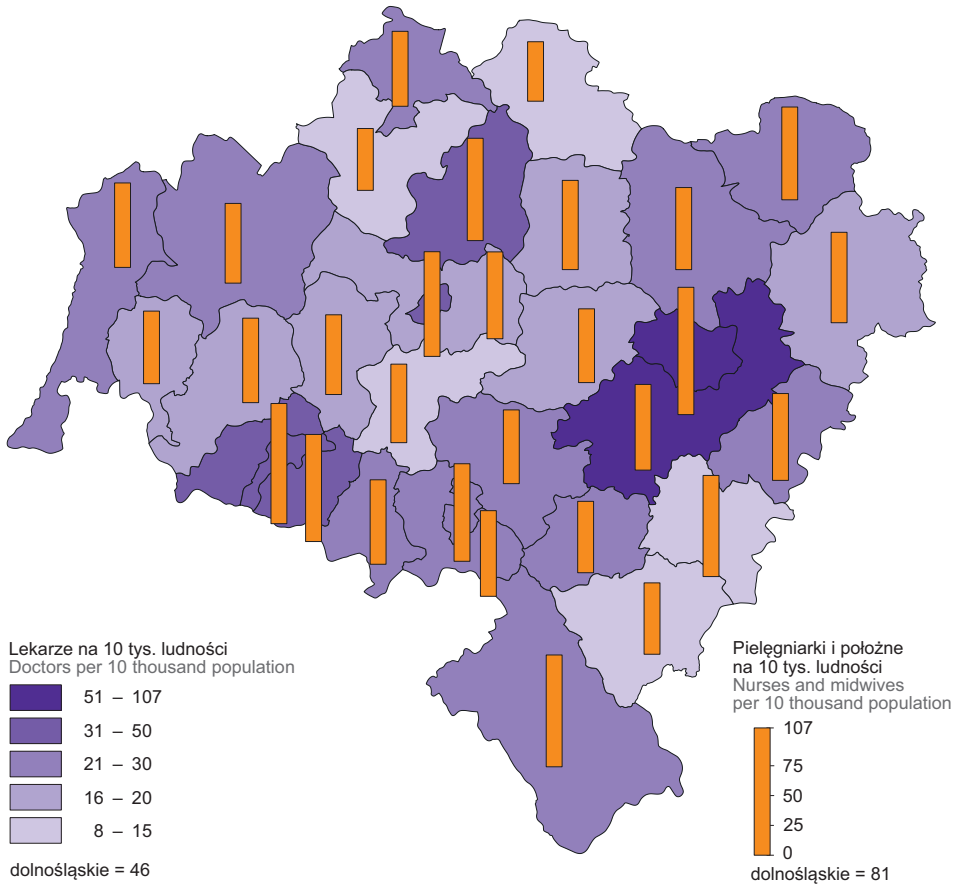 Lekarze na 10 tys. ludności
Doctors per 10 thousand population
51 – 107
31 – 50
21 – 30
16 – 20
8 – 15
dolnośląskie = 46
Pielęgniarki i położne
na 10 tys. ludności
Nurses and midwives
per 10 thousand population
107
75
50
25
0
dolnośląskie = 81